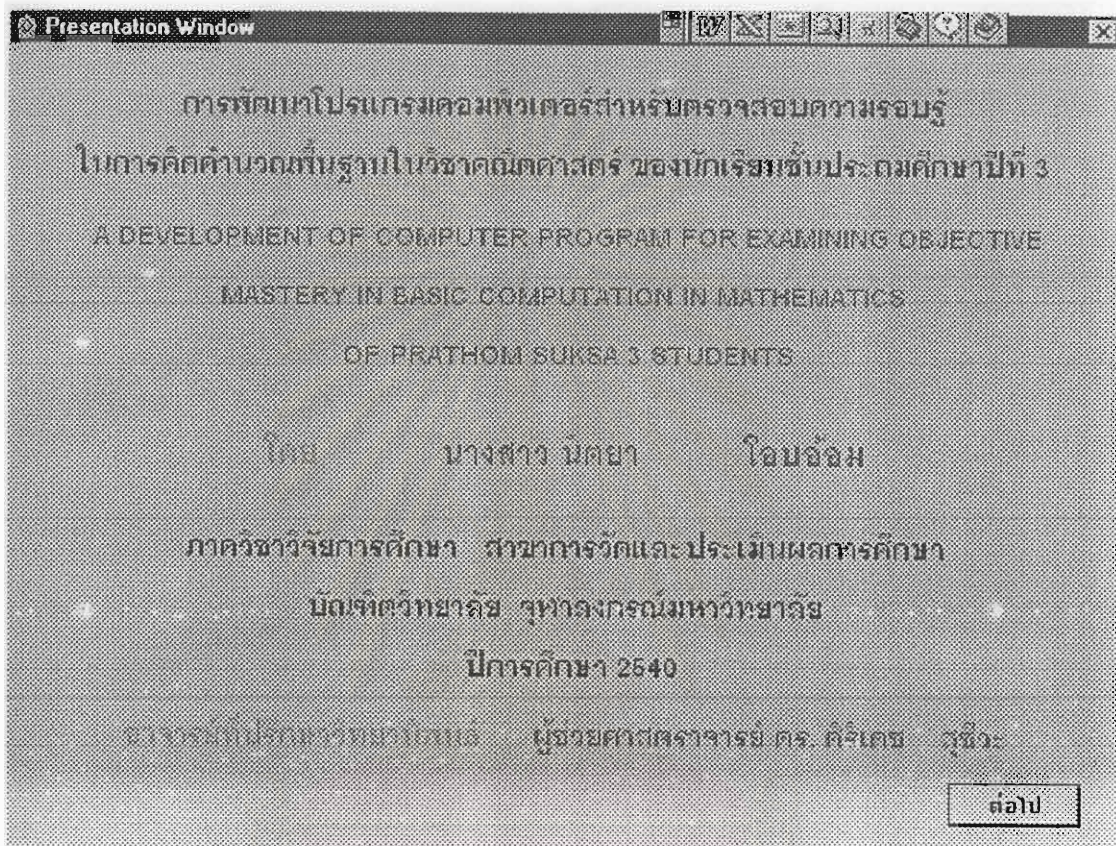 Presentation Window
การพัฒนาโปรแกรมคอมพิวเตอร์สำหรับตรวจสอบความรอบรู้
ในการคิดคำนวณพื้นฐานในวิชาคณิตศาสตร์ ของนักเรียนชั้นประถมศึกษาปีที่ 3
A DEVELOPMENT OF COMPUTER PROGRAM FOR EXAMINING OBJECTIVE
MASTERY IN BASIC COMPUTATION IN MATHEMATICS
OF PRATHOM SUKSA 3 STUDENTS
โดย นางสาว นิตยา โอบอ้อม
ภาควิชาวิจัยการศึกษา สาขาการวัดและประเมินผลการศึกษา
บัณฑิตวิทยาลัย จุฬาลงกรณ์มหาวิทยาลัย
ปีการศึกษา 2540
อาจารย์ที่ปรึกษาวิทยานิพนธ์ ผู้ช่วยศาสตราจารย์ ดร. ศิริเดช สุชีวะ
ต่อไป